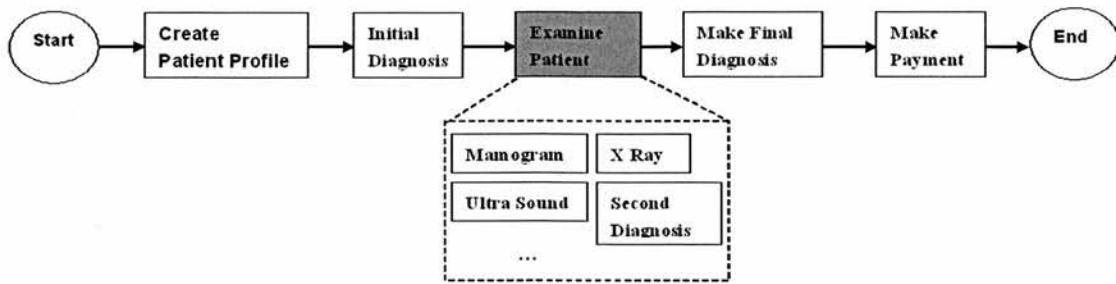 Start
Create
Patient Profile
Initial
Diagnosis
Examine
Patient
Make Final
Diagnosis
Make
Payment
End
Mamogram
X Ray
Ultra Sound
Second
Diagnosis
...